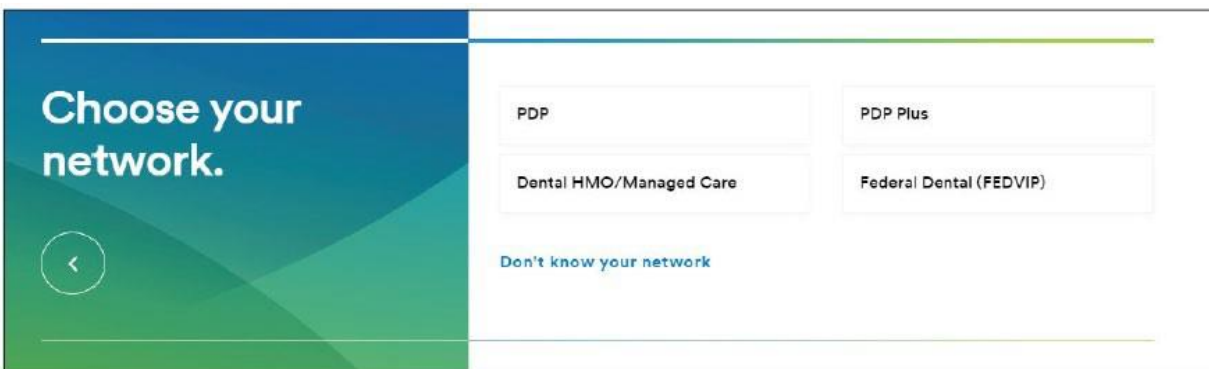 Choose your
network.
PDP
PDP Plus
Dental HMO/Managed Care
Federal Dental (FEDVIP)
Don't know your network